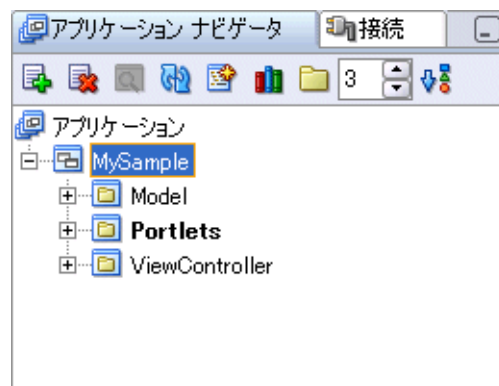 アプリケーション ナビゲータ 接続
3
アプリケーション
MySample
Model
Portlets
ViewController